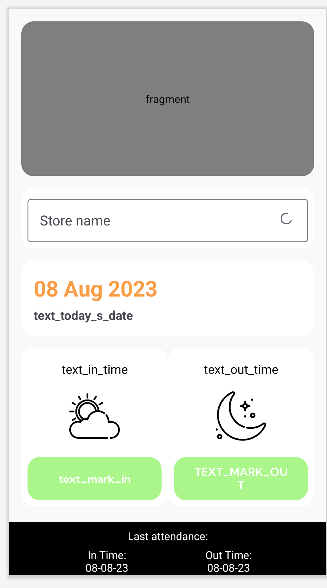 fragment
Store name
08 Aug 2023
text_today_s_date
text_in_time
text_out_time
text_mark_in
TEXT_MARK_OU
T
Last attendance:
In Time:
Out Time:
08-08-23
08-08-23